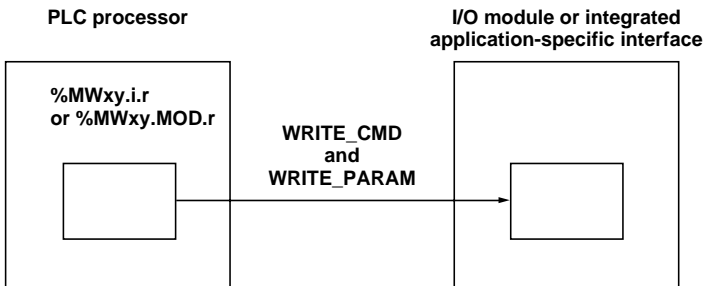 PLC processor
I/O module or integrated
application-specific interface
%MWxy.i.r
or %MWxy.MOD.r
WRITE_CMD
and
WRITE_PARAM